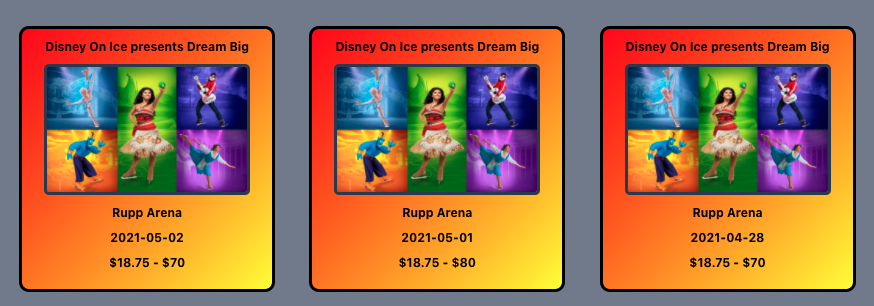 Disney On Ice presents Dream Big
Rupp Arena
2021-05-02
$18.75 - $70
Disney On Ice presents Dream Big
Rupp Arena
2021-05-01
$18.75 - $80
Disney On Ice presents Dream Big
Rupp Arena
2021-04-28
$18.75 - $70